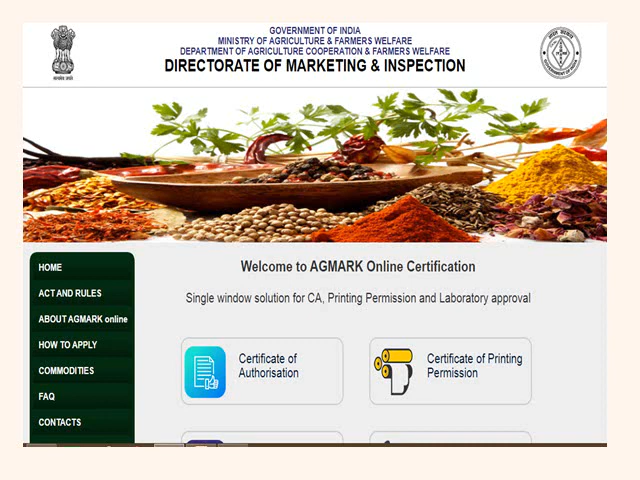 GOVERNMENT OF INDIA
MINISTRY OF AGRICULTURE & FARMERS WELFARE
DEPARTMENT OF AGRICULTURE COOPERATION & FARMERS WELFARE
DIRECTORATE OF MARKETING & INSPECTION
HOME
ACT AND RULES
ABOUT AGMARK online
HOW TO APPLY
COMMODITIES
FAQ
CONTACTS
Welcome to AGMARK Online Certification
Single window solution for CA, Printing Permission and Laboratory approval
Certificate of
Authorisation
Certificate of Printing
Permission